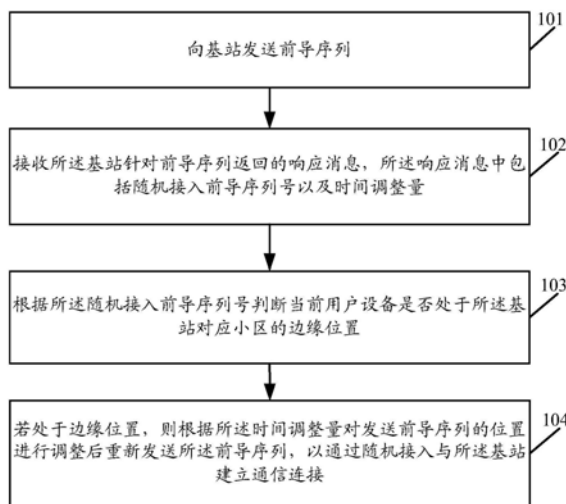 101
向基站发送前导序列
102
接收所述基站针对前导序列返回的响应消息，所述响应消息中包
括随机接入前导序列号以及时间调整量
103
根据所述随机接入前导序列号判断当前用户设备是否处于所述基
站对应小区的边缘位置
104
若处于边缘位置，则根据所述时间调整量对发送前导序列的位置
进行调整后重新发送所述前导序列，以通过随机接入与所述基站
建立通信连接